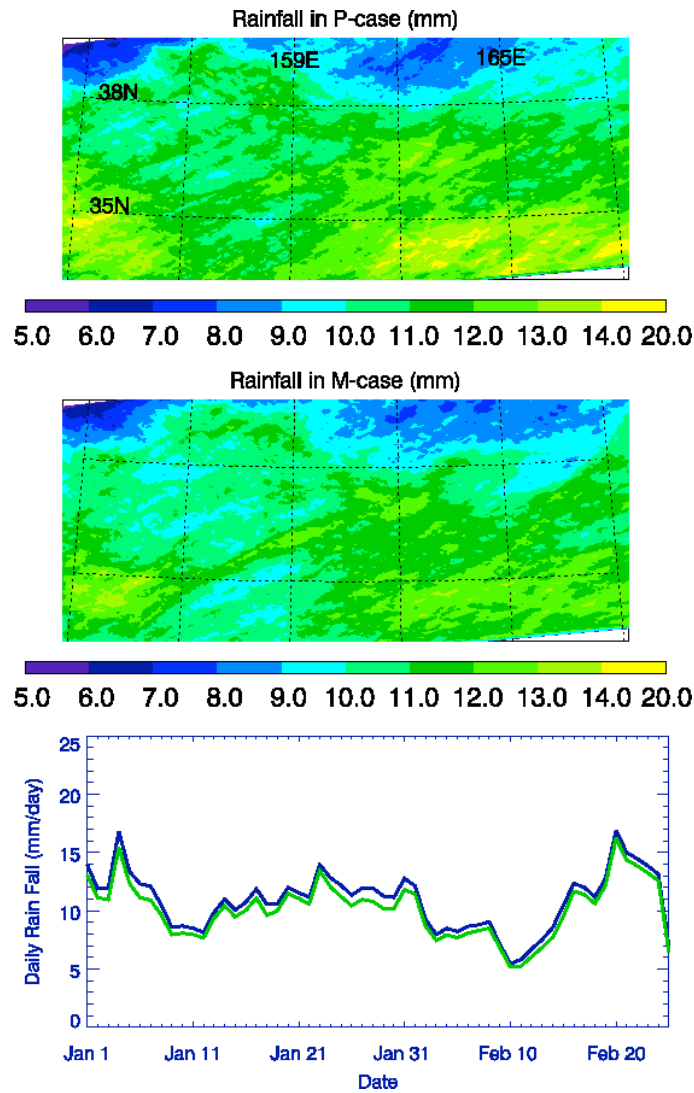 Rainfall in P-case (mm)
159E 165E
38N
35N
5.0 6.0 7.0 8.0 9.0 10.0 11.0 12.0 13.0 14.0 20.0
Rainfall in M-case (mm)
5.0 6.0 7.0 8.0 9.0 10.0 11.0 12.0 13.0 14.0 20.0
25
20
15
10
5
0
Daily Rain Fall (mm/day)
Jan 1 Jan 11 Jan 21 Jan 31 Feb 10 Feb 20
Date